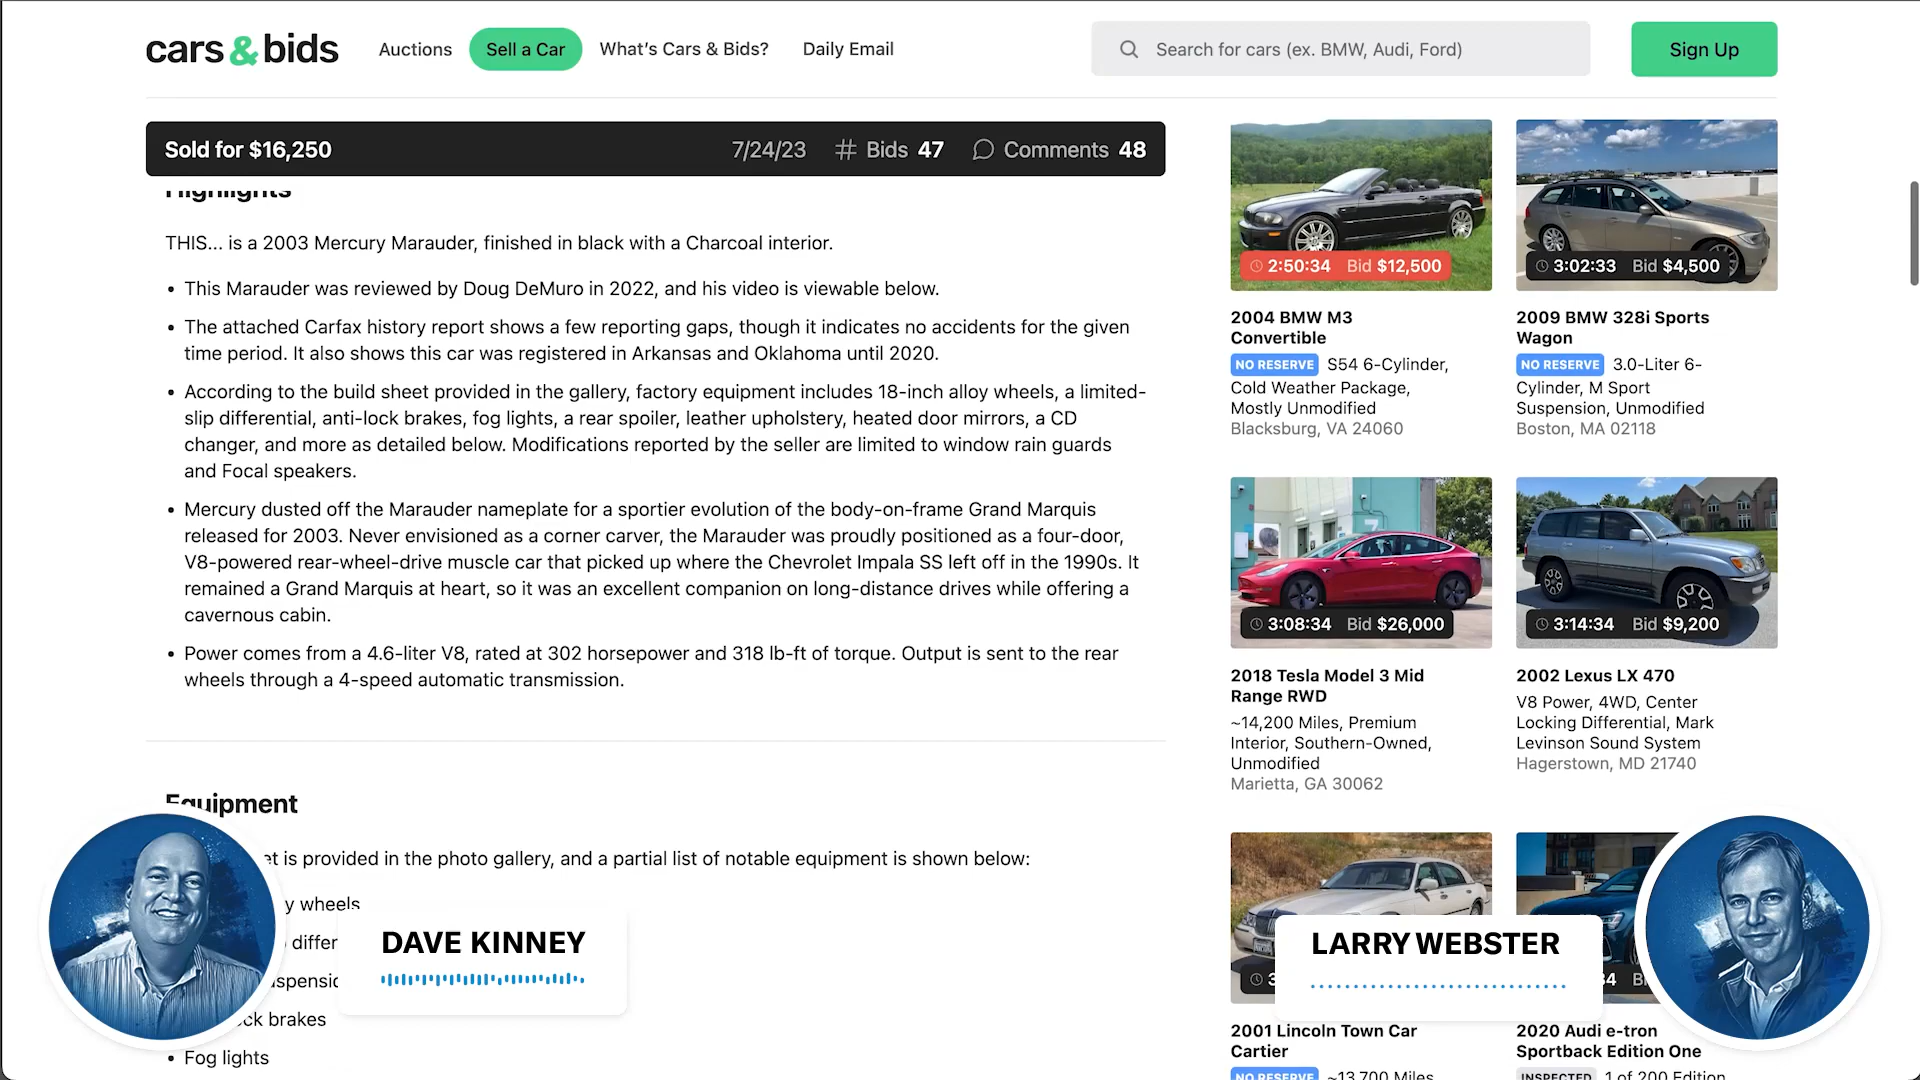 cars & bids
Auctions
Sell a Car
What's Cars & Bids?
Daily Email
Search for cars (ex. BMW, Audi, Ford)
Sign Up
Sold for $16,250
7/24/23
# Bids 47
Comments 48
Highlights
THIS... is a 2003 Mercury Marauder, finished in black with a Charcoal interior.
• This Marauder was reviewed by Doug DeMuro in 2022, and his video is viewable below.
• The attached Carfax history report shows a few reporting gaps, though it indicates no accidents for the given
time period. It also shows this car was registered in Arkansas and Oklahoma until 2020.
• According to the build sheet provided in the gallery, factory equipment includes 18-inch alloy wheels, a limited-
slip differential, anti-lock brakes, fog lights, a rear spoiler, leather upholstery, heated door mirrors, a CD
changer, and more as detailed below. Modifications reported by the seller are limited to window rain guards
and Focal speakers.
• Mercury dusted off the Marauder nameplate for a sportier evolution of the body-on-frame Grand Marquis
released for 2003. Never envisioned as a corner carver, the Marauder was proudly positioned as a four-door,
V8-powered rear-wheel-drive muscle car that picked up where the Chevrolet Impala SS left off in the 1990s. It
remained a Grand Marquis at heart, so it was an excellent companion on long-distance drives while offering a
cavernous cabin.
• Power comes from a 4.6-liter V8, rated at 302 horsepower and 318 lb-ft of torque. Output is sent to the rear
wheels through a 4-speed automatic transmission.
Equipment
et is provided in the photo gallery, and a partial list of notable equipment is shown below:
y wheels
differ
spensio
ck brakes
• Fog lights
DAVE KINNEY
2:50:34 Bid $12,500
2004 BMW M3
Convertible
NO RESERVE S54 6-Cylinder,
Cold Weather Package,
Mostly Unmodified
Blacksburg, VA 24060
3:02:33 Bid $4,500
2009 BMW 328i Sports
Wagon
NO RESERVE 3.0-Liter 6-
Cylinder, M Sport
Suspension, Unmodified
Boston, MA 02118
3:08:34 Bid $26,000
2018 Tesla Model 3 Mid
Range RWD
~14,200 Miles, Premium
Interior, Southern-Owned,
Unmodified
Marietta, GA 30062
3:14:34 Bid $9,200
2002 Lexus LX 470
V8 Power, 4WD, Center
Locking Differential, Mark
Levinson Sound System
Hagerstown, MD 21740
LARRY WEBSTER
2001 Lincoln Town Car
Cartier
NO RESERVE ~13,700 Miles,
2020 Audi e-tron
Sportback Edition One
INSPECTED 1 of 200 Edition